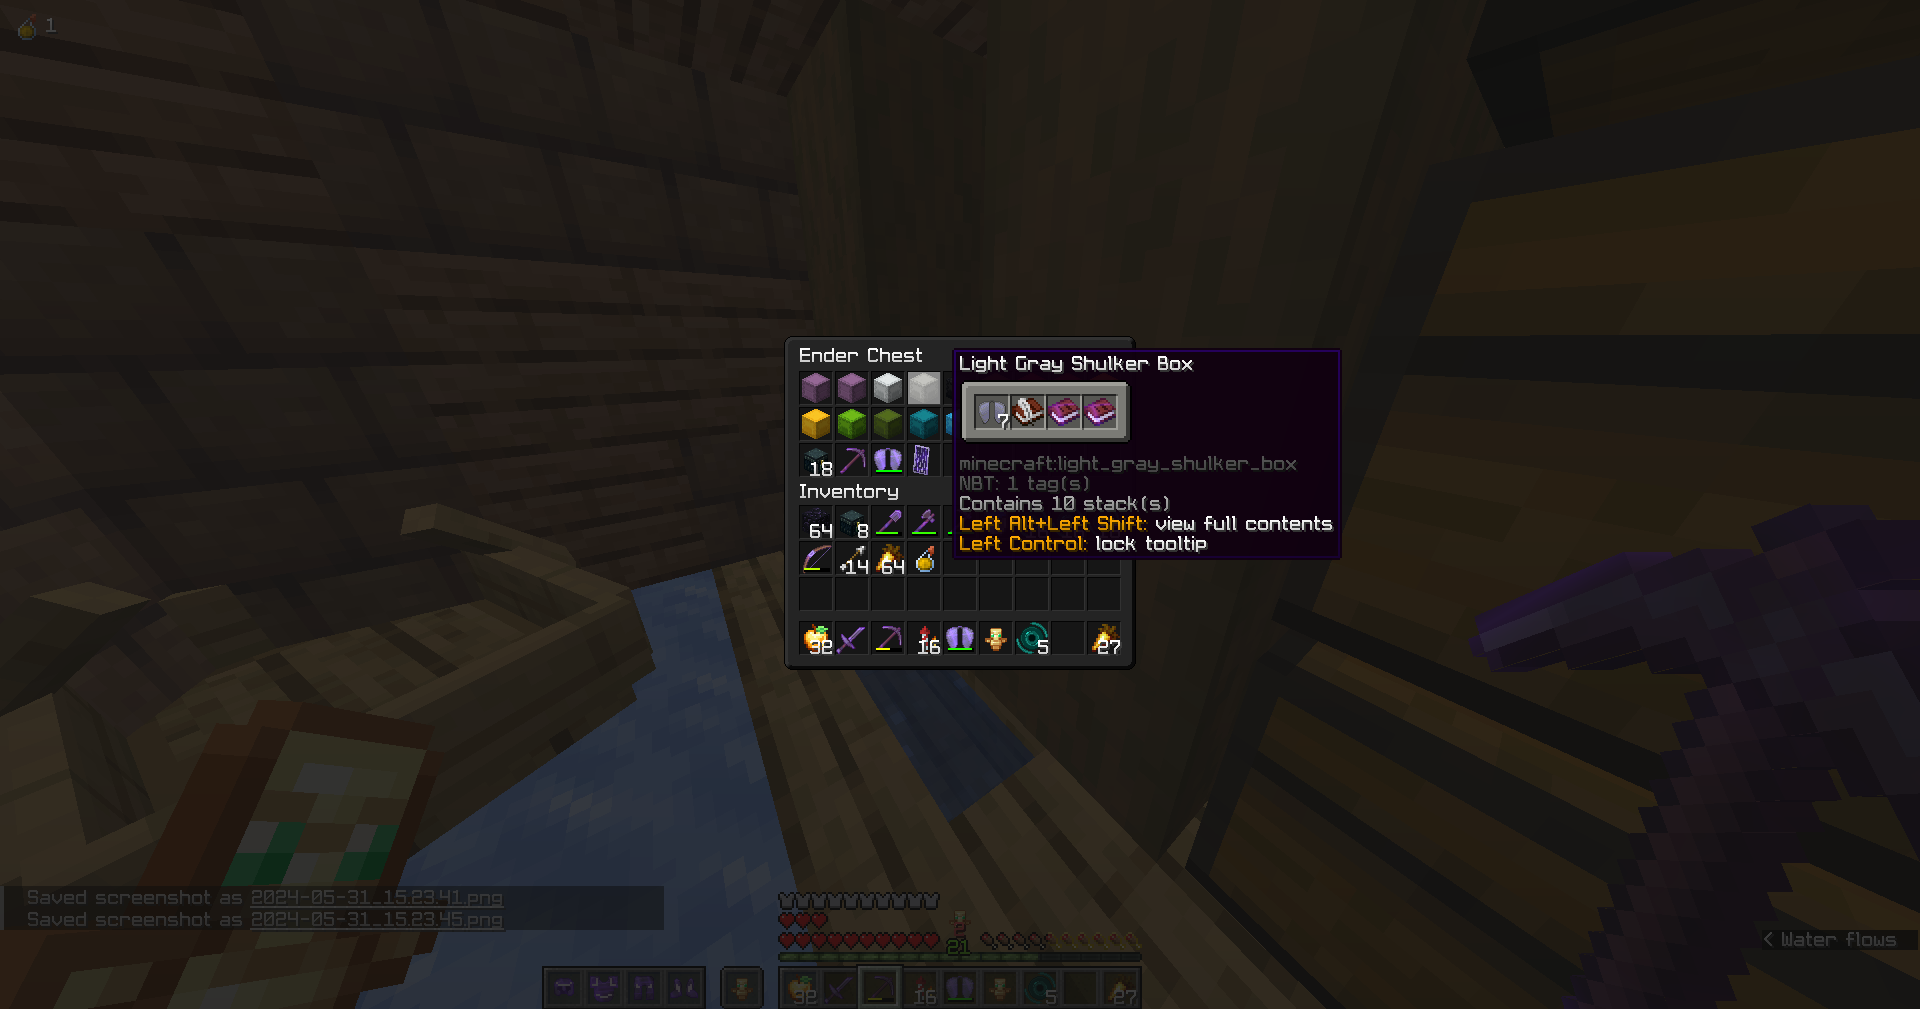 1
Ender Chest
Light Gray Shulker Box
7
minecraft:light_gray_shulker_box
NBT: 1 tag(s)
Contains 10 stack(s)
Left Alt+Left Shift: view full contents
Left Control: lock tooltip
18
Inventory
64 8
+14 64
32 16 5 27
Saved screenshot as 2024-05-31_15.23.41.png
Saved screenshot as 2024-05-31_15.23.45.png
21
< Water flows
32 16 5 27